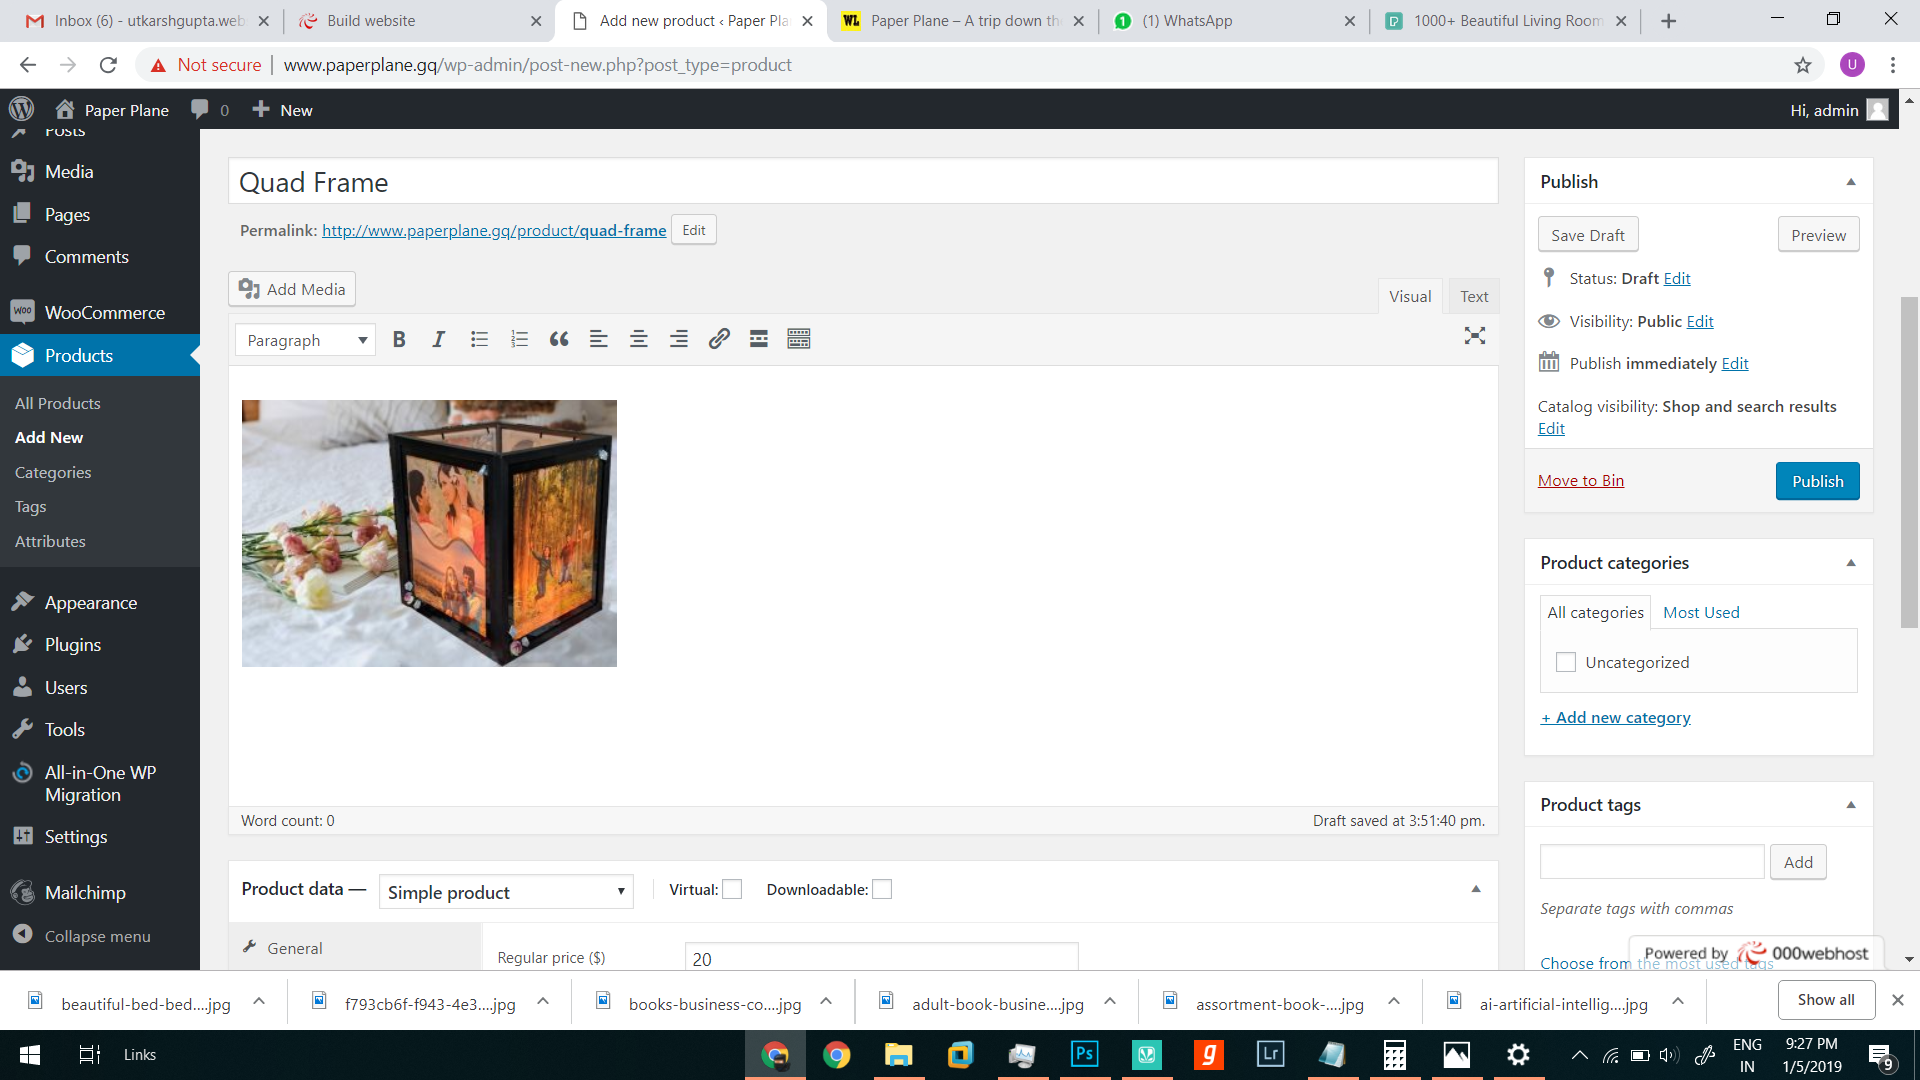 Inbox (6) - utkarshgupta.web
Build website
Add new product ‹ Paper Pla
Paper Plane – A trip down th
(1) WhatsApp
1000+ Beautiful Living Room
Not secure
www.paperplane.gq/wp-admin/post-new.php?post_type=product
U
Paper Plane
0
New
Hi, admin
Posts
Media
Pages
Comments
WooCommerce
Products
All Products
Add New
Categories
Tags
Attributes
Appearance
Plugins
Users
Tools
All-in-One WP
Migration
Settings
Mailchimp
Collapse menu
Quad Frame
Permalink: http://www.paperplane.gq/product/quad-frame Edit
Add Media
Visual Text
Paragraph
Word count: 0
Draft saved at 3:51:40 pm.
Product data — Simple product
Virtual:
Downloadable:
General
Regular price ($)
20
Publish
Save Draft
Preview
Status: Draft Edit
Visibility: Public Edit
Publish immediately Edit
Catalog visibility: Shop and search results
Edit
Move to Bin
Publish
Product categories
All categories
Most Used
Uncategorized
+ Add new category
Product tags
Add
Separate tags with commas
Choose from the most used tags
Powered by 000webhost
beautiful-bed-bed....jpg
f793cb6f-f943-4e3....jpg
books-business-co....jpg
adult-book-busine....jpg
assortment-book-....jpg
ai-artificial-intellig....jpg
Show all
Links
Ps
g
Lr
ENG
IN
9:27 PM
1/5/2019
9